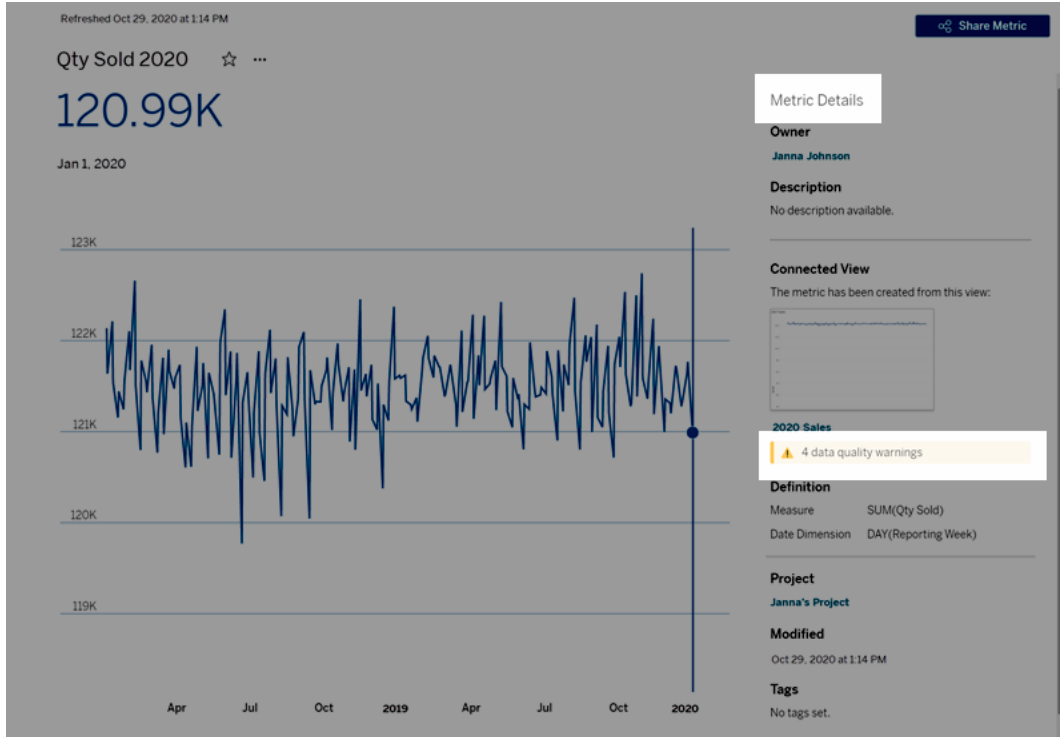 Refreshed Oct 29, 2020 at 1:14 PM
Share Metric
Qty Sold 2020
120.99K
Jan 1, 2020
123K
122K
121K
120K
119K
Apr Jul Oct 2019 Apr Jul Oct 2020
Metric Details
Owner
Janna Johnson
Description
No description available.
Connected View
The metric has been created from this view:
2020 Sales
4 data quality warnings
Definition
Measure SUM(Qty Sold)
Date Dimension DAY(Reporting Week)
Project
Janna's Project
Modified
Oct 29, 2020 at 1:14 PM
Tags
No tags set.